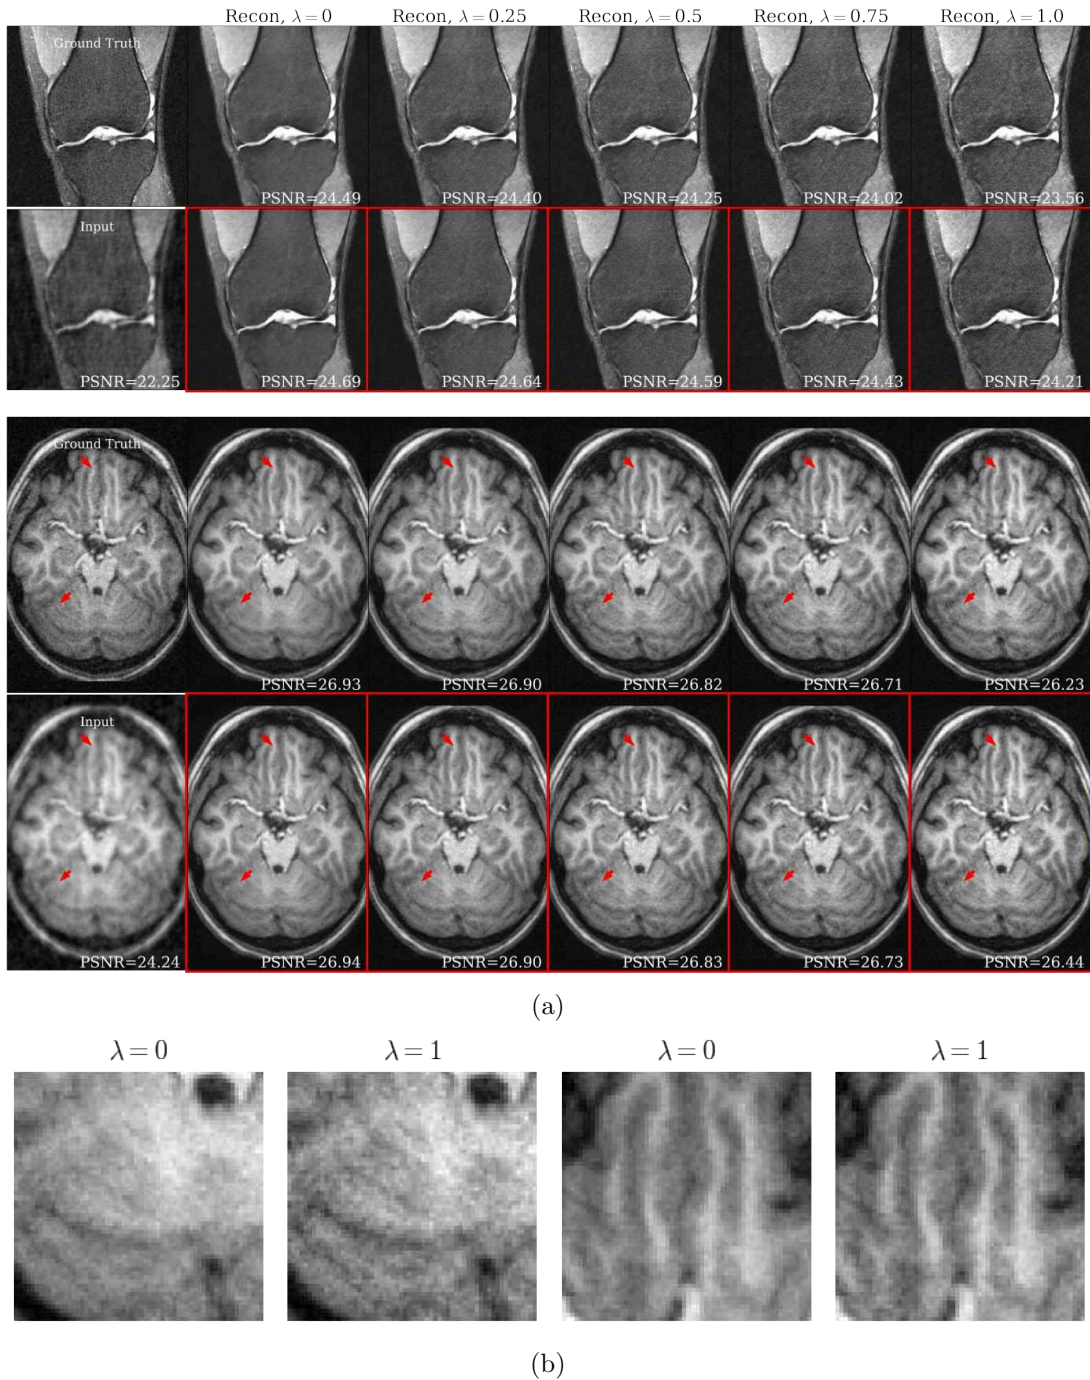 Recon, λ = 0 Recon, λ = 0.25 Recon, λ = 0.5 Recon, λ = 0.75 Recon, λ = 1.0
Ground Truth
PSNR=24.49 PSNR=24.40 PSNR=24.25 PSNR=24.02 PSNR=23.56
Input
PSNR=22.25 PSNR=24.69 PSNR=24.64 PSNR=24.59 PSNR=24.43 PSNR=24.21
Ground Truth
PSNR=26.93 PSNR=26.90 PSNR=26.82 PSNR=26.71 PSNR=26.23
Input
PSNR=24.24 PSNR=26.94 PSNR=26.90 PSNR=26.83 PSNR=26.73 PSNR=26.44
(a)
λ = 0 λ = 1 λ = 0 λ = 1
(b)